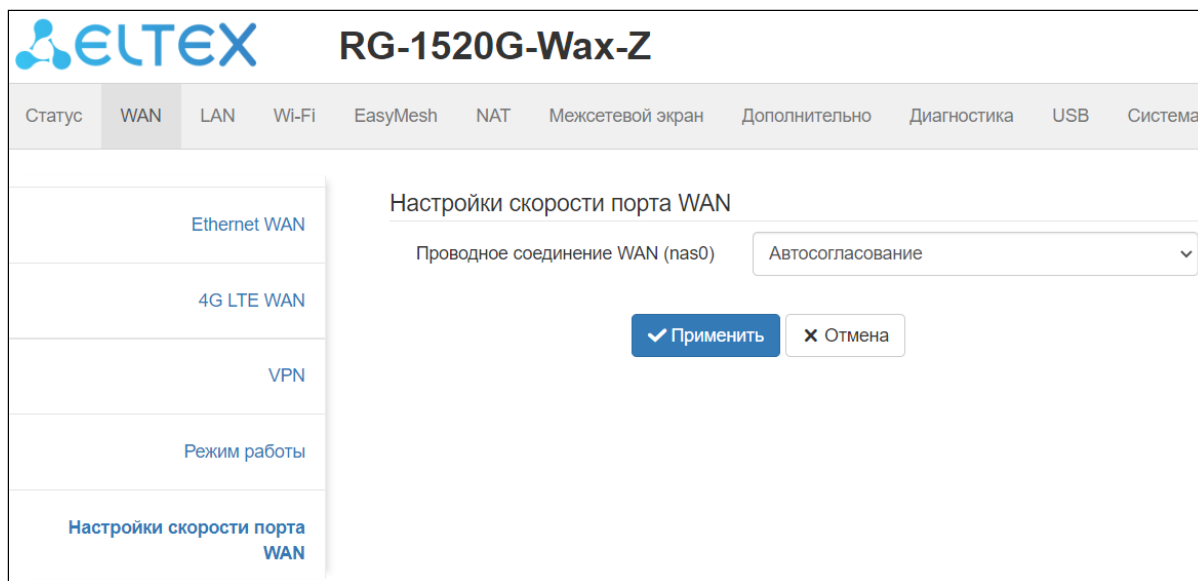 ELTEX RG-1520G-Wax-Z
Статус WAN LAN Wi-Fi EasyMesh NAT Межсетевой экран Дополнительно Диагностика USB Система
Ethernet WAN
4G LTE WAN
VPN
Режим работы
Настройки скорости порта
WAN
Настройки скорости порта WAN
Проводное соединение WAN (nas0) Автосогласование
Применить Отмена